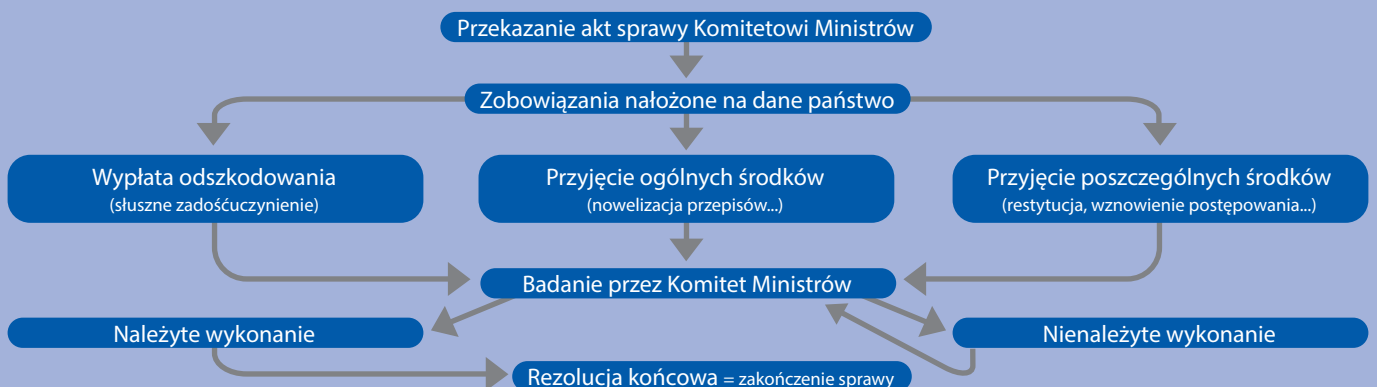 Przekazanie akt sprawy Komitetowi Ministrów
Zobowiązania nałożone na dane państwo
Wypłata odszkodowania
(słuszne zadośćuczynienie)
Przyjęcie ogólnych środków
(nowelizacja przepisów...)
Przyjęcie poszczególnych środków
(restytucja, wznowienie postępowania...)
Badanie przez Komitet Ministrów
Należyte wykonanie
Nienależyte wykonanie
Rezolucja końcowa = zakończenie sprawy